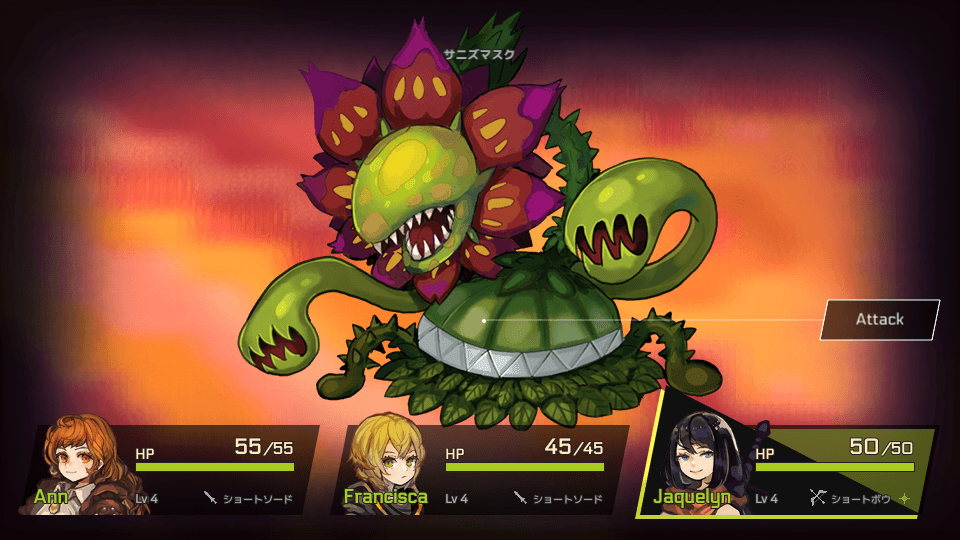 サニズマスク
Attack
HP 55/55
Ann Lv 4 ショートソード
HP 45/45
Francisca Lv 4 ショートソード
HP 50/50
Jaquelyn Lv 4 ショートボウ